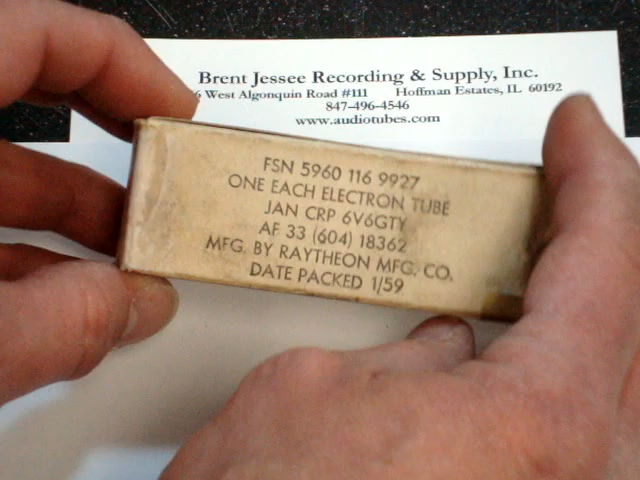 Brent Jessee Recording & Supply, Inc.
6 West Algonquin Road #111 Hoffman Estates, IL 60192
847-496-4546
www.audiotubes.com
FSN 5960 116 9927
ONE EACH ELECTRON TUBE
JAN CRP 6V6GTY
AF 33 (604) 18362
MFG. BY RAYTHEON MFG. CO.
DATE PACKED 1/59